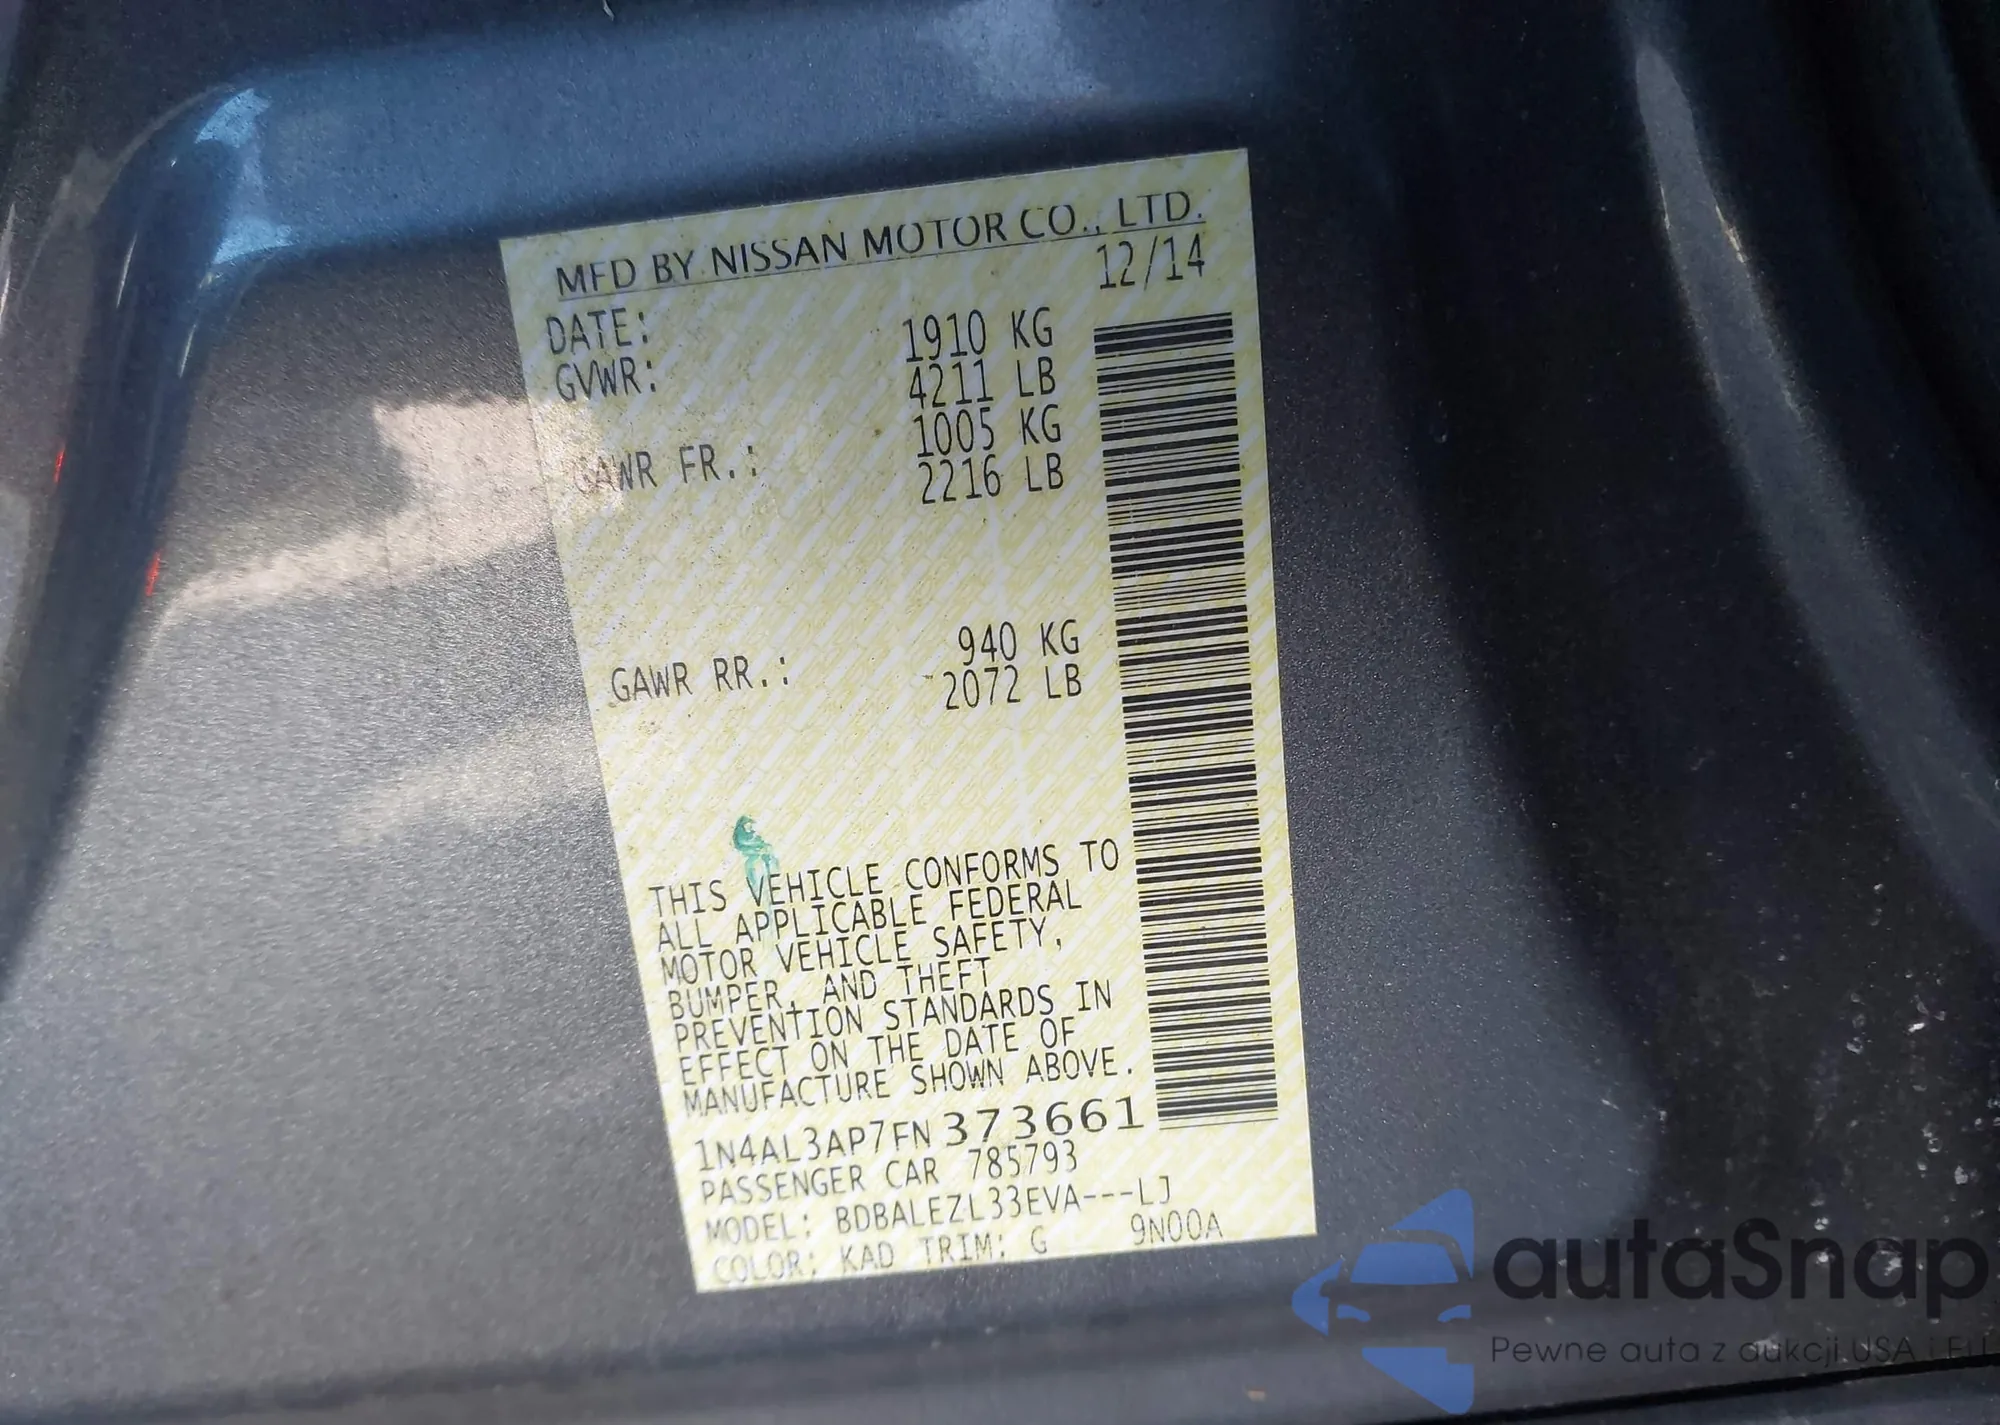 MFD BY NISSAN MOTOR CO., LTD.
DATE: 12/14
GVWR: 1910 KG
4211 LB
GAWR FR.: 1005 KG
2216 LB
GAWR RR.: 940 KG
2072 LB
THIS VEHICLE CONFORMS TO
ALL APPLICABLE FEDERAL
MOTOR VEHICLE SAFETY,
BUMPER, AND THEFT
PREVENTION STANDARDS IN
EFFECT ON THE DATE OF
MANUFACTURE SHOWN ABOVE.
1N4AL3AP7FN373661
PASSENGER CAR 785793
MODEL: BDBALEZL33EVA---LJ
COLOR: KAD TRIM: G 9N00A
autaSnap
Pewne auta z aukcji USA i EU